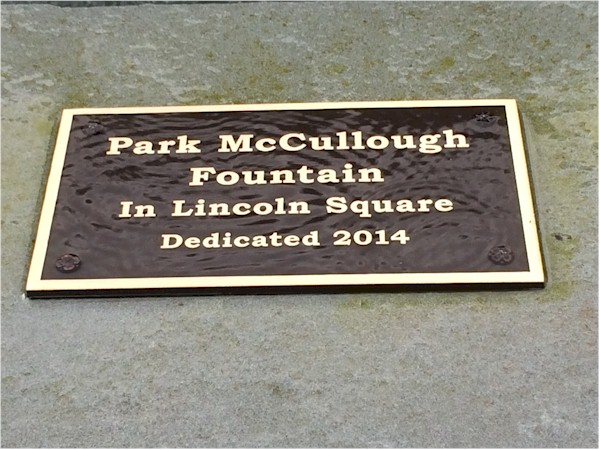 Park McCullough
Fountain
In Lincoln Square
Dedicated 2014